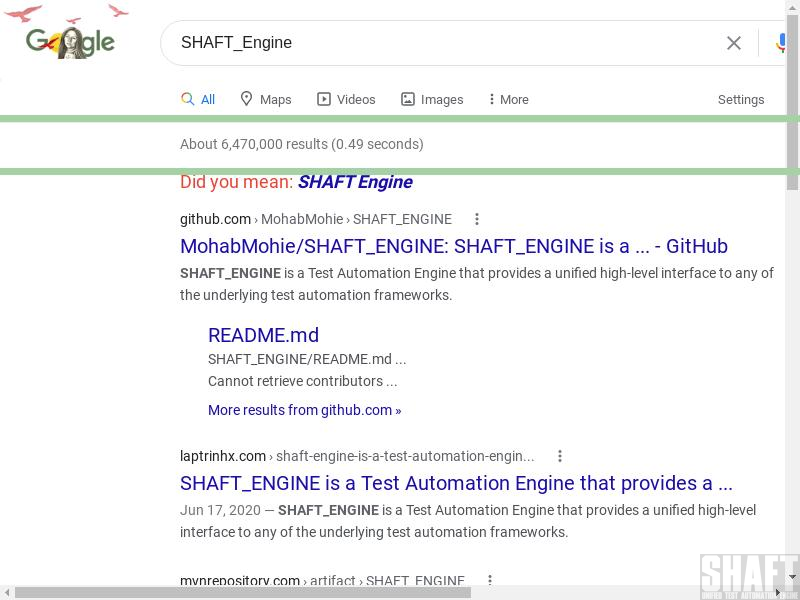 Google
SHAFT_Engine
All Maps Videos Images More Settings
About 6,470,000 results (0.49 seconds)
Did you mean: SHAFT Engine
github.com › MohabMohie › SHAFT_ENGINE
MohabMohie/SHAFT_ENGINE: SHAFT_ENGINE is a ... - GitHub
SHAFT_ENGINE is a Test Automation Engine that provides a unified high-level interface to any of
the underlying test automation frameworks.
README.md
SHAFT_ENGINE/README.md ...
Cannot retrieve contributors ...
More results from github.com »
laptrinhx.com › shaft-engine-is-a-test-automation-engin...
SHAFT_ENGINE is a Test Automation Engine that provides a ...
Jun 17, 2020 — SHAFT_ENGINE is a Test Automation Engine that provides a unified high-level
interface to any of the underlying test automation frameworks.
mvnrepository.com › artifact › SHAFT_ENGINE
SHAFT
UNIFIED TEST AUTOMATION ENGINE